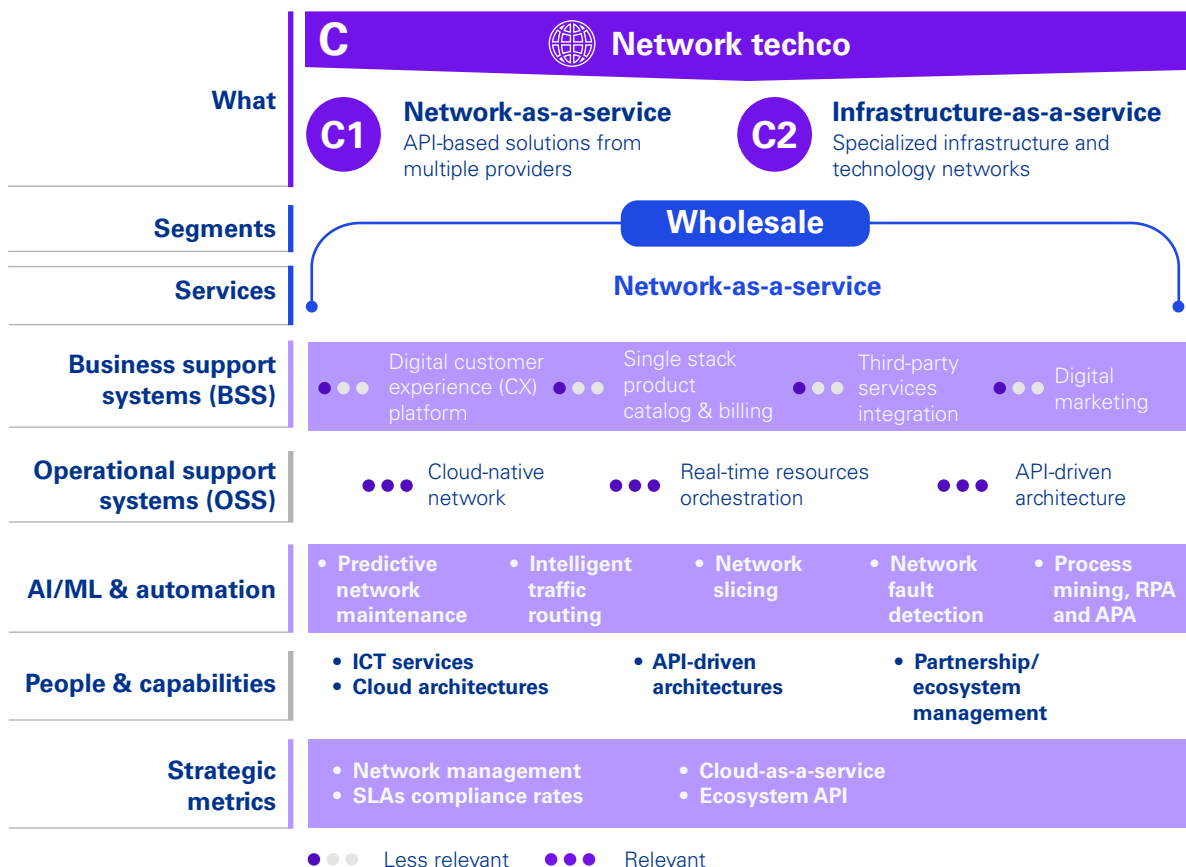 C
Network techco
What
C1
Network-as-a-service
API-based solutions from
multiple providers
C2
Infrastructure-as-a-service
Specialized infrastructure and
technology networks
Segments
Wholesale
Services
Network-as-a-service
Business support
systems (BSS)
Digital customer
experience (CX)
platform
Single stack
product
catalog & billing
Third-party
services
integration
Digital
marketing
Operational support
systems (OSS)
Cloud-native
network
Real-time resources
orchestration
API-driven
architecture
AI/ML & automation
• Predictive
network
maintenance
• Intelligent
traffic
routing
• Network
slicing
• Network
fault
detection
• Process
mining, RPA
and APA
People & capabilities
• ICT services
• Cloud architectures
• API-driven
architectures
• Partnership/
ecosystem
management
Strategic
metrics
• Network management
• SLAs compliance rates
• Cloud-as-a-service
• Ecosystem API
Less relevant
Relevant